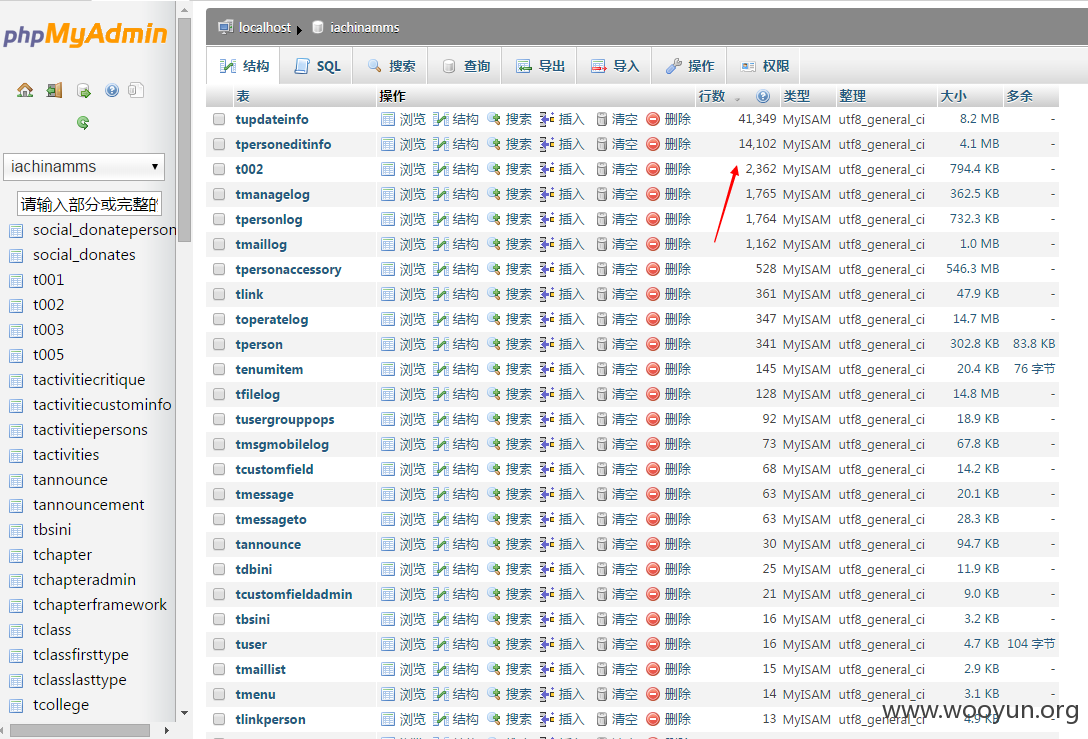 phpMyAdmin
iachinamms
请输入部分或完整的
social_donateperson
social_donates
t001
t002
t003
t005
tactivitiecritique
tactivitiecustominfo
tactivitiepersons
tactivities
tannounce
tannouncement
tbsini
tchapter
tchapteradmin
tchapterframework
tclass
tclassfirsttype
tclasslasttype
tcollege
localhost iachinamms
结构 SQL 搜索 查询 导出 导入 操作 权限
表 操作 行数 类型 整理 大小 多余
tupdateinfo 浏览 结构 搜索 插入 清空 删除 41,349 MyISAM utf8_general_ci 8.2 MB -
tpersoneditinfo 浏览 结构 搜索 插入 清空 删除 14,102 MyISAM utf8_general_ci 4.1 MB -
t002 浏览 结构 搜索 插入 清空 删除 2,362 MyISAM utf8_general_ci 794.4 KB -
tmanagelog 浏览 结构 搜索 插入 清空 删除 1,765 MyISAM utf8_general_ci 362.5 KB -
tpersonlog 浏览 结构 搜索 插入 清空 删除 1,764 MyISAM utf8_general_ci 732.3 KB -
tmaillog 浏览 结构 搜索 插入 清空 删除 1,162 MyISAM utf8_general_ci 1.0 MB -
tpersonaccessory 浏览 结构 搜索 插入 清空 删除 528 MyISAM utf8_general_ci 546.3 MB -
tlink 浏览 结构 搜索 插入 清空 删除 361 MyISAM utf8_general_ci 47.9 KB -
toperatelog 浏览 结构 搜索 插入 清空 删除 347 MyISAM utf8_general_ci 14.7 MB -
tperson 浏览 结构 搜索 插入 清空 删除 341 MyISAM utf8_general_ci 302.8 KB 83.8 KB
tenumitem 浏览 结构 搜索 插入 清空 删除 145 MyISAM utf8_general_ci 20.4 KB 76 字节
tfilelog 浏览 结构 搜索 插入 清空 删除 128 MyISAM utf8_general_ci 14.8 MB -
tusergrouppops 浏览 结构 搜索 插入 清空 删除 92 MyISAM utf8_general_ci 18.9 KB -
tmsgmobilelog 浏览 结构 搜索 插入 清空 删除 73 MyISAM utf8_general_ci 67.8 KB -
tcustomfield 浏览 结构 搜索 插入 清空 删除 68 MyISAM utf8_general_ci 14.2 KB -
tmessage 浏览 结构 搜索 插入 清空 删除 63 MyISAM utf8_general_ci 20.1 KB -
tmessageto 浏览 结构 搜索 插入 清空 删除 63 MyISAM utf8_general_ci 28.3 KB -
tannounce 浏览 结构 搜索 插入 清空 删除 30 MyISAM utf8_general_ci 94.7 KB -
tdbini 浏览 结构 搜索 插入 清空 删除 25 MyISAM utf8_general_ci 11.9 KB -
tcustomfieldadmin 浏览 结构 搜索 插入 清空 删除 21 MyISAM utf8_general_ci 9.0 KB -
tbsini 浏览 结构 搜索 插入 清空 删除 16 MyISAM utf8_general_ci 3.2 KB -
tuser 浏览 结构 搜索 插入 清空 删除 16 MyISAM utf8_general_ci 4.7 KB 104 字节
tmaillist 浏览 结构 搜索 插入 清空 删除 15 MyISAM utf8_general_ci 2.9 KB -
tmenu 浏览 结构 搜索 插入 清空 删除 14 MyISAM utf8_general_ci 3.1 KB -
tlinkperson 浏览 结构 搜索 插入 清空 删除 13 MyISAM utf8_general_ci 4.9 KB -
www.wooyun.org